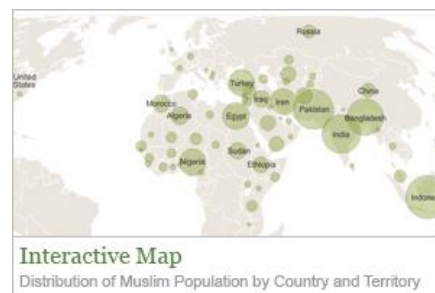 Russia
United
States
Turkey
China
Morocco
Iraq
Iran
Algeria
Pakistan
Egypt
Bangladesh
India
Sudan
Nigeria
Ethiopia
Indone
Interactive Map
Distribution of Muslim Population by Country and Territory